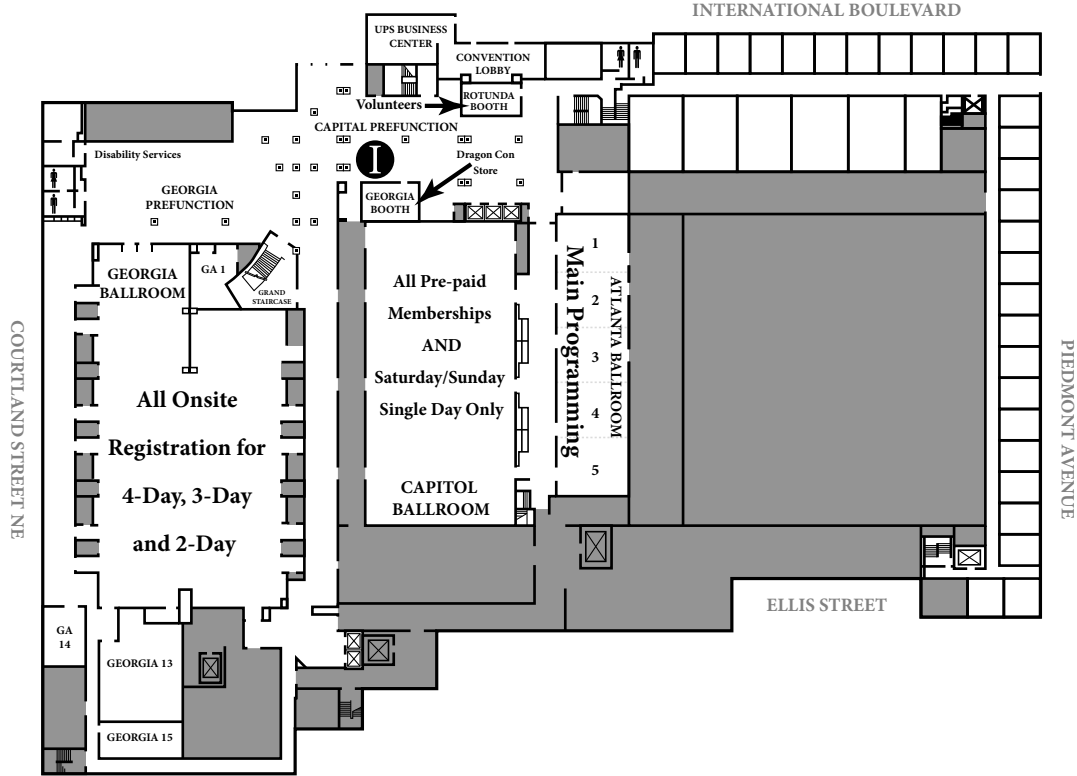 INTERNATIONAL BOULEVARD
UPS BUSINESS
CENTER
CONVENTION
LOBBY
Volunteers
ROTUNDA
BOOTH
CAPITAL PREFUNCTION
I
Disability Services
Dragon Con
Store
GEORGIA
PREFUNCTION
GEORGIA
BOOTH
GEORGIA
BALLROOM
GA 1
GRAND
STAIRCASE
All Pre-paid
Memberships
AND
Saturday/Sunday
Single Day Only
CAPITOL
BALLROOM
Main Programming
1
2
3
4
5
ATLANTA BALLROOM
All Onsite
Registration for
4-Day, 3-Day
and 2-Day
COURTLAND STREET NE
PIEDMONT AVENUE
ELLIS STREET
GA
14
GEORGIA 13
GEORGIA 15